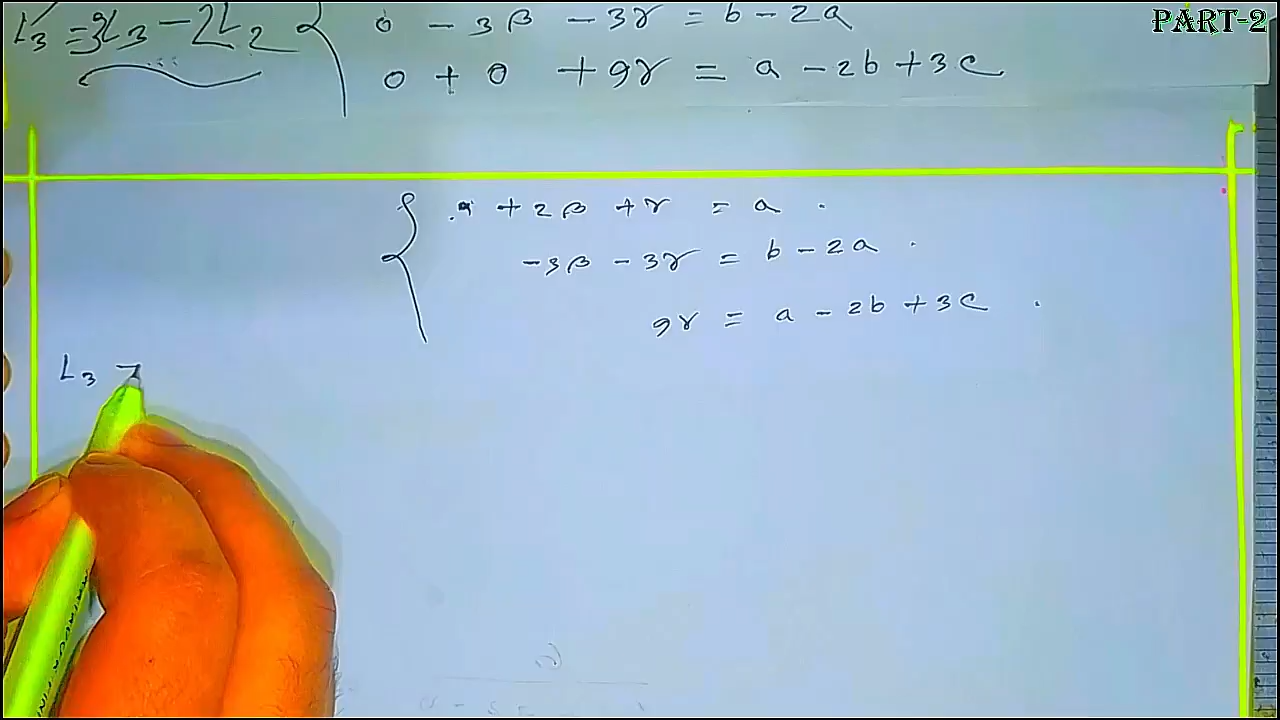 PART-2
L₃ = 3L₃ - 2L₂ { 0 - 3β - 3γ = b - 2a
0 + 0 + 9γ = a - 2b + 3c
{ α + 2β + γ = a .
-3β - 3γ = b - 2a .
9γ = a - 2b + 3c .
L₃ =